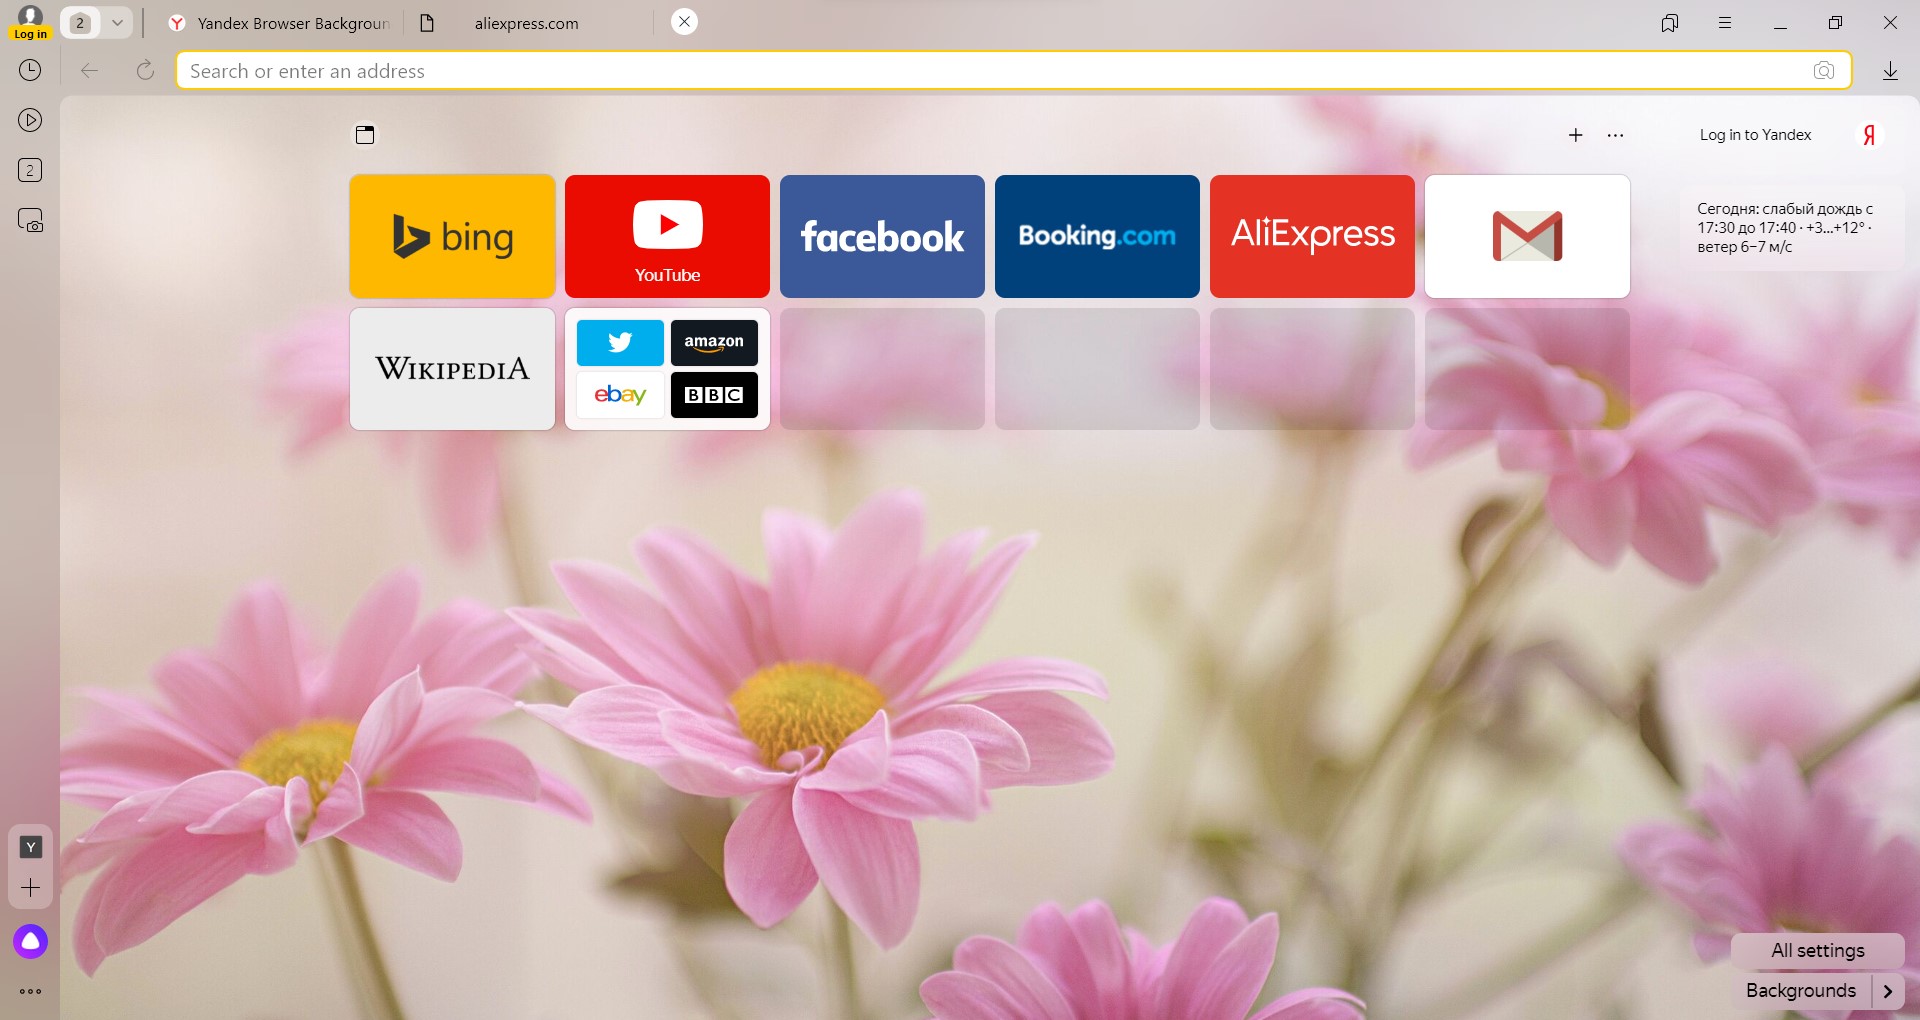 Log in
2
Yandex Browser Backgroun
aliexpress.com
Search or enter an address
2
Log in to Yandex
Я
bing
YouTube
facebook
Booking.com
AliExpress
Сегодня: слабый дождь с
17:30 до 17:40 · +3...+12° ·
ветер 6–7 м/с
WIKIPEDIA
amazon
ebay
BBC
Y
All settings
Backgrounds